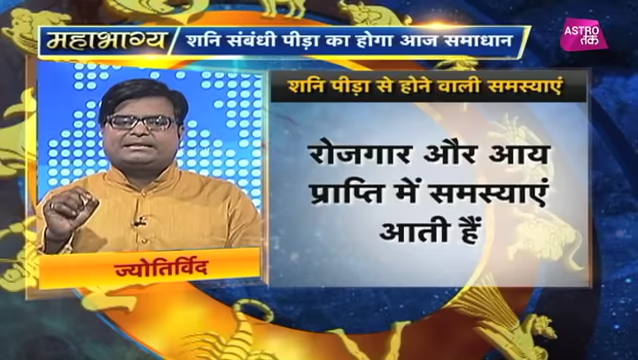 महाभाग्य
शनि संबंधी पीड़ा का होगा आज समाधान
ASTRO
तक
शनि पीड़ा से होने वाली समस्याएं
रोजगार और आय
प्राप्ति में समस्याएं
आती हैं
ज्योतिर्विद